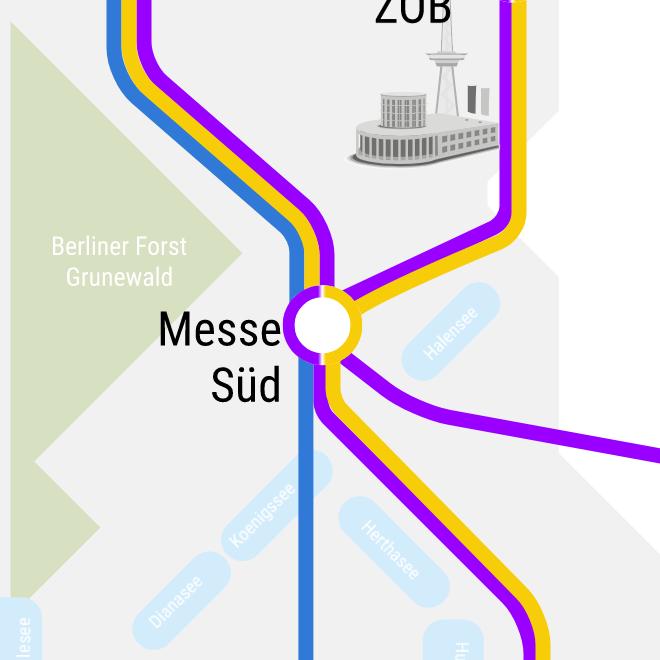 ZOB
Berliner Forst
Grunewald
Messe
Süd
Halensee
Koenigssee
Herthasee
Dianasee